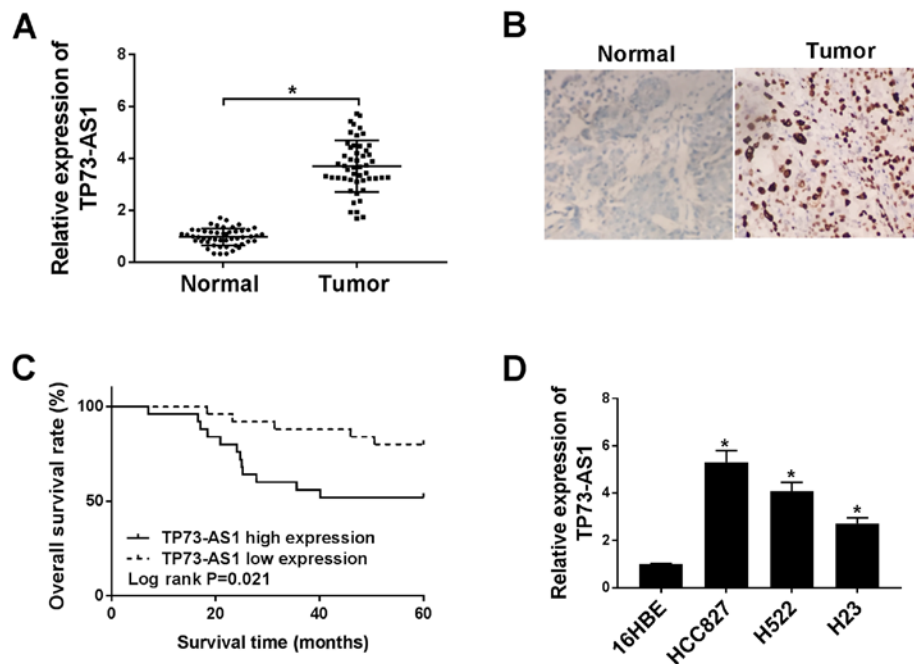 A
Relative expression of
TP73-AS1
8
6
4
2
0
*
Normal
Tumor
B
Normal
Tumor
C
Overall survival rate (%)
100
50
0
TP73-AS1 high expression
TP73-AS1 low expression
Log rank P=0.021
0
20
40
60
Survival time (months)
D
Relative expression of
TP73-AS1
8
6
4
2
0
*
*
*
16HBE
HCC827
H522
H23